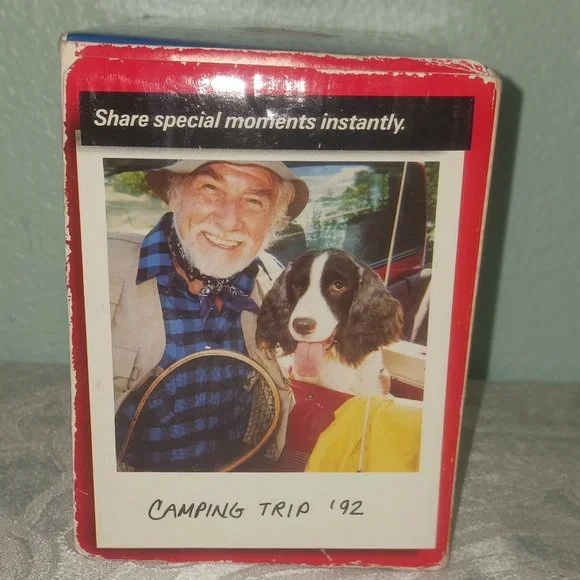 Share special moments instantly.
CAMPING TRIP '92